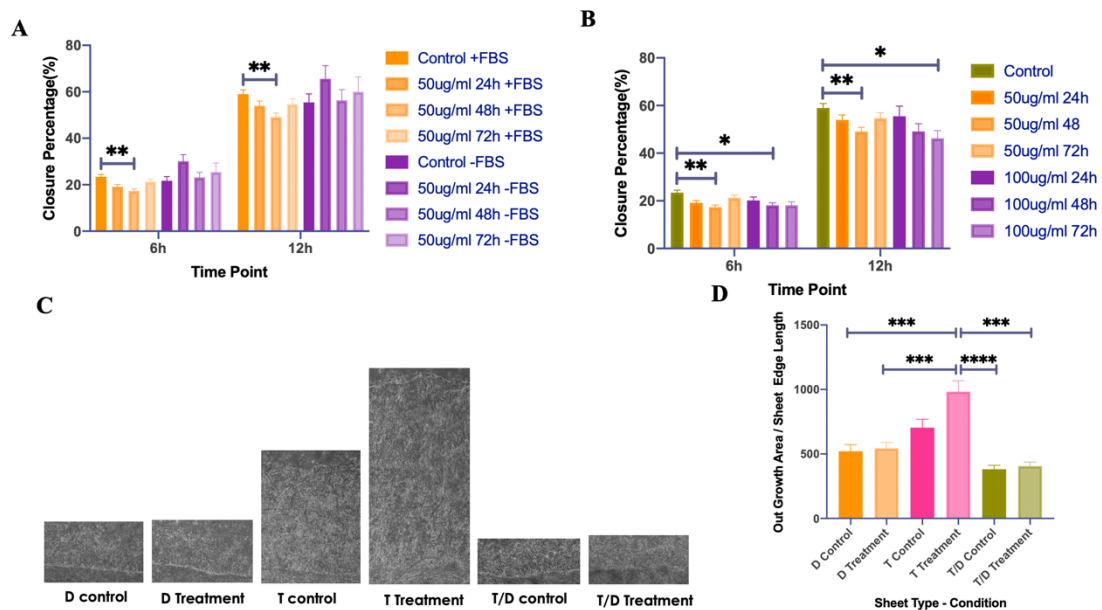 A
Closure Percentage(%)
80
60
40
20
0
**
**
6h
12h
Time Point
Control +FBS
50ug/ml 24h +FBS
50ug/ml 48h +FBS
50ug/ml 72h +FBS
Control -FBS
50ug/ml 24h -FBS
50ug/ml 48h -FBS
50ug/ml 72h -FBS
B
Closure Percentage(%)
80
60
40
20
0
*
**
*
**
6h
12h
Time Point
Control
50ug/ml 24h
50ug/ml 48
50ug/ml 72h
100ug/ml 24h
100ug/ml 48h
100ug/ml 72h
C
D control
D Treatment
T control
T Treatment
T/D control
T/D Treatment
D
Out Growth Area / Sheet Edge Length
1500
1000
500
0
*** ***
*** ****
D Control
D Treatment
T Control
T Treatment
T/D Control
T/D Treatment
Sheet Type - Condition